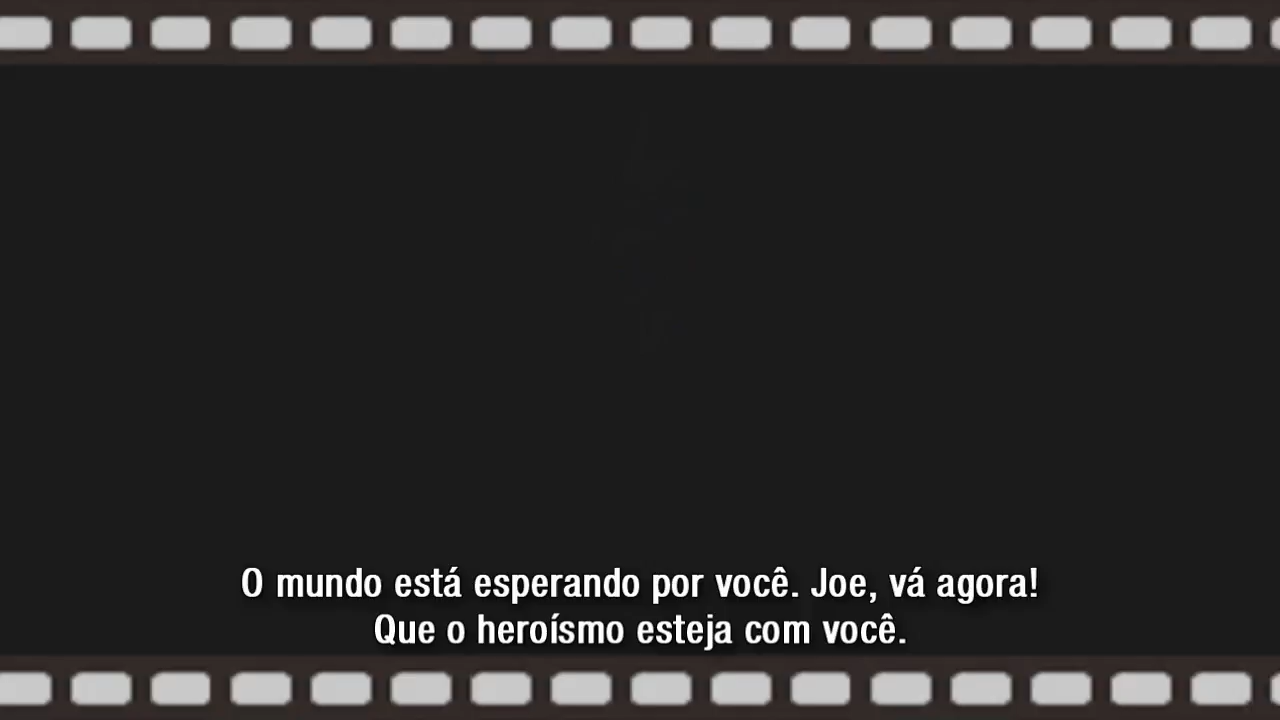 O mundo está esperando por você. Joe, vá agora!
Que o heroísmo esteja com você.